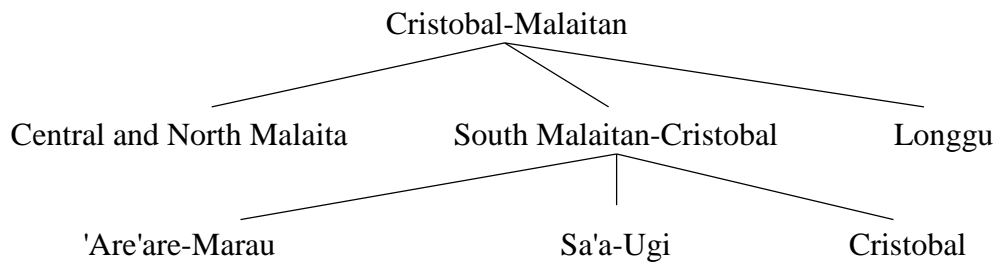 Cristobal-Malaitan
Central and North Malaita South Malaitan-Cristobal Longgu
'Are'are-Marau Sa'a-Ugi Cristobal